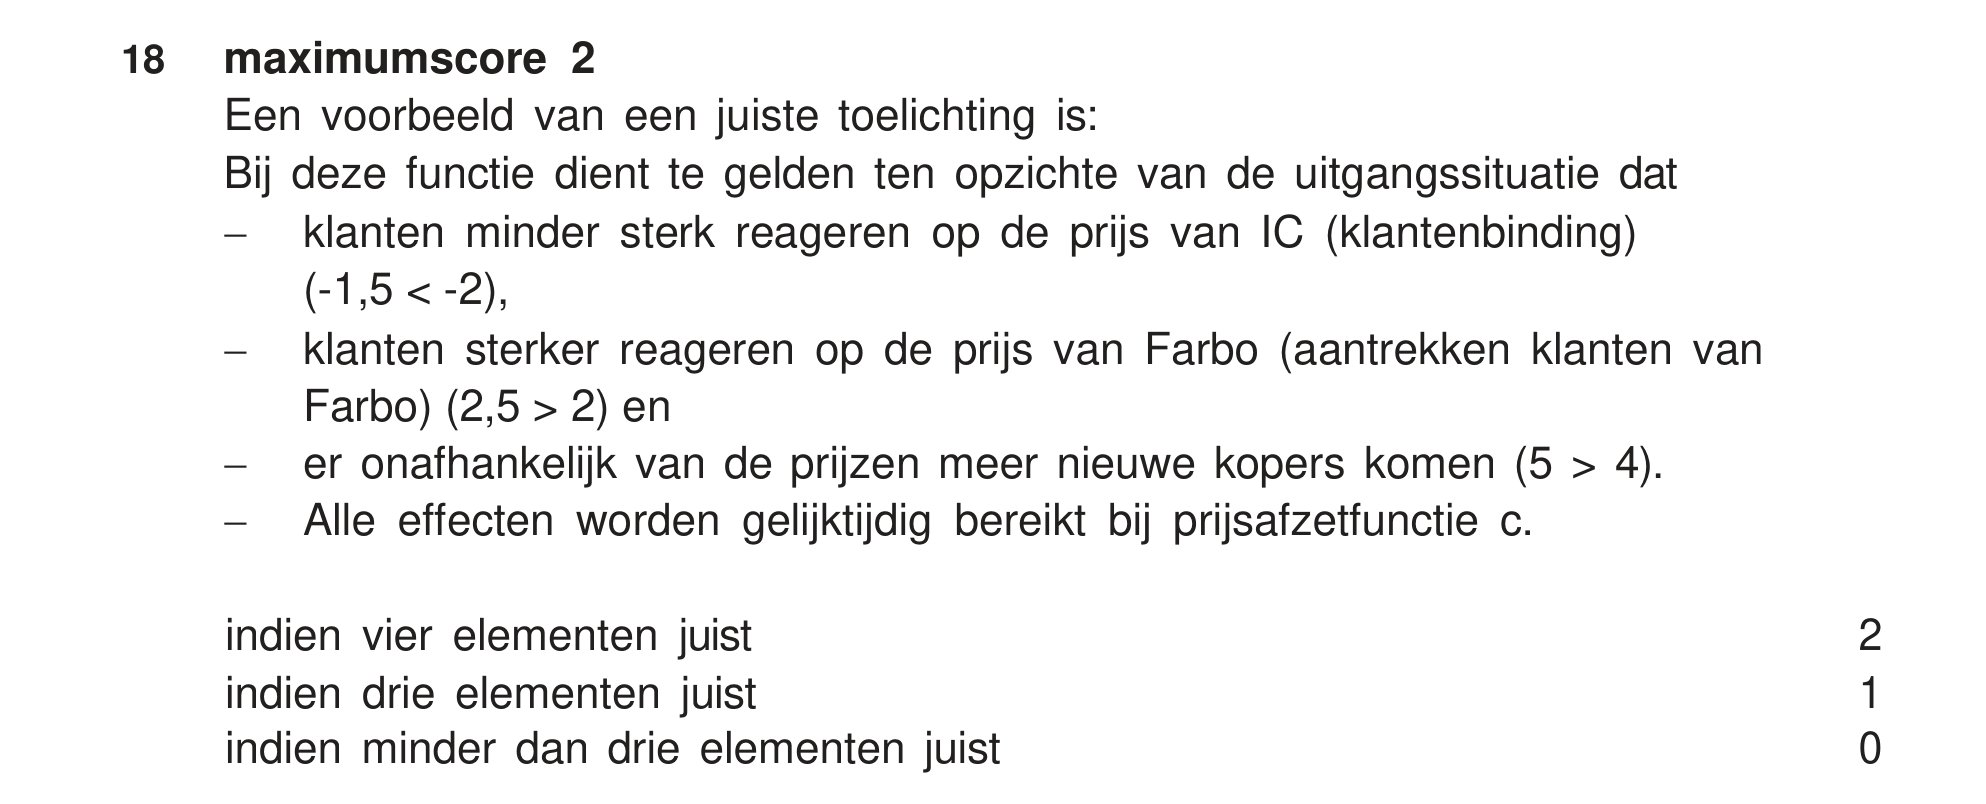 18 maximumscore 2
Een voorbeeld van een juiste toelichting is:
Bij deze functie dient te gelden ten opzichte van de uitgangssituatie dat
– klanten minder sterk reageren op de prijs van IC (klantenbinding)
(-1,5 < -2),
– klanten sterker reageren op de prijs van Farbo (aantrekken klanten van
Farbo) (2,5 > 2) en
– er onafhankelijk van de prijzen meer nieuwe kopers komen (5 > 4).
– Alle effecten worden gelijktijdig bereikt bij prijsafzetfunctie c.
indien vier elementen juist 2
indien drie elementen juist 1
indien minder dan drie elementen juist 0